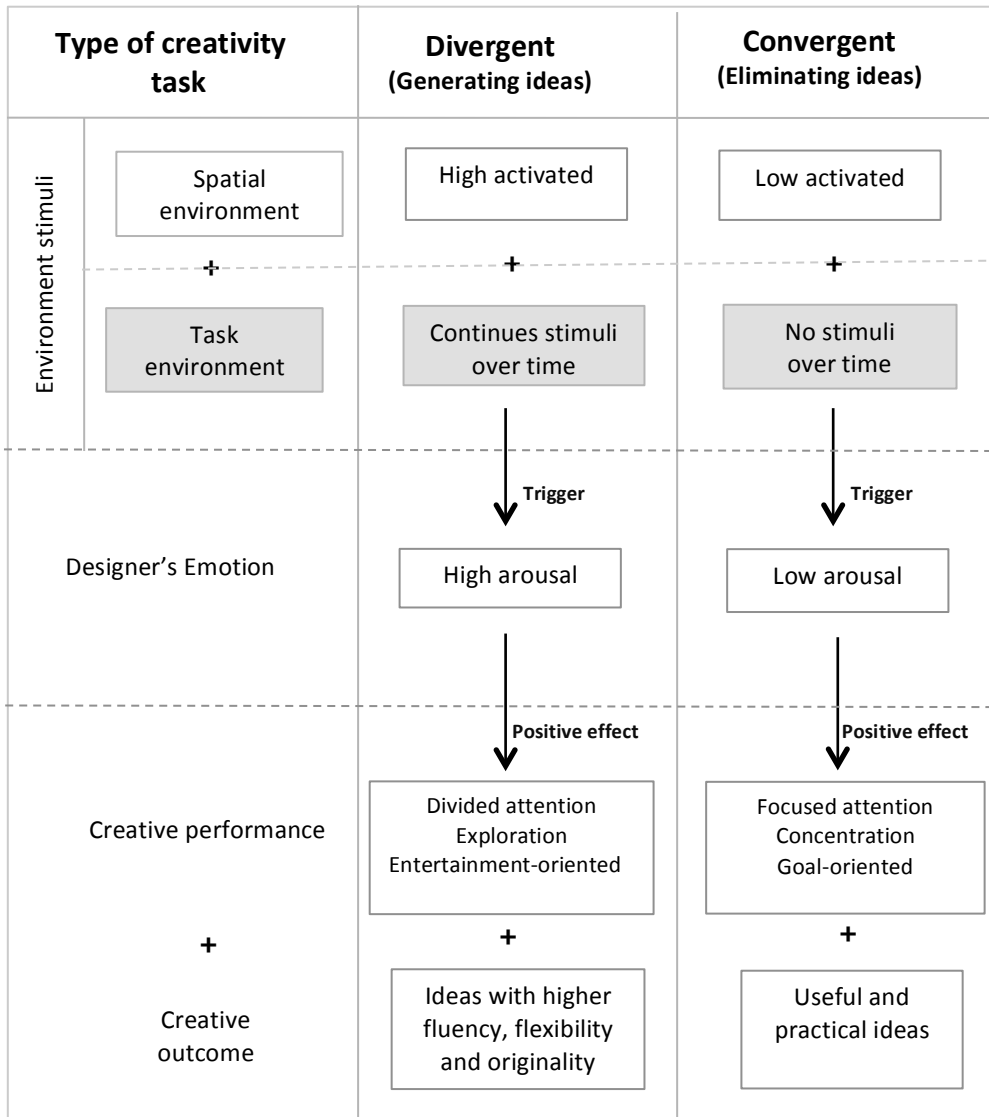 Type of creativity
task
Divergent
(Generating ideas)
Convergent
(Eliminating ideas)
Environment stimuli
Spatial
environment
High activated
Low activated
+
+
+
Task
environment
Continues stimuli
over time
No stimuli
over time
Trigger
Trigger
Designer’s Emotion
High arousal
Low arousal
Positive effect
Positive effect
Creative performance
Divided attention
Exploration
Entertainment-oriented
Focused attention
Concentration
Goal-oriented
+
+
+
Creative
outcome
Ideas with higher
fluency, flexibility
and originality
Useful and
practical ideas